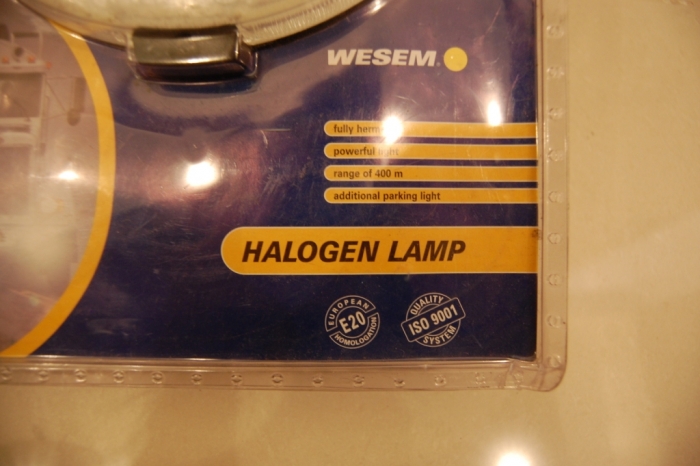 WESEM
fully
powerful
range of 400 m
additional parking light
HALOGEN LAMP
EUROPEAN
E20
HOMOLOGATION
QUALITY
ISO 9001
SYSTEM